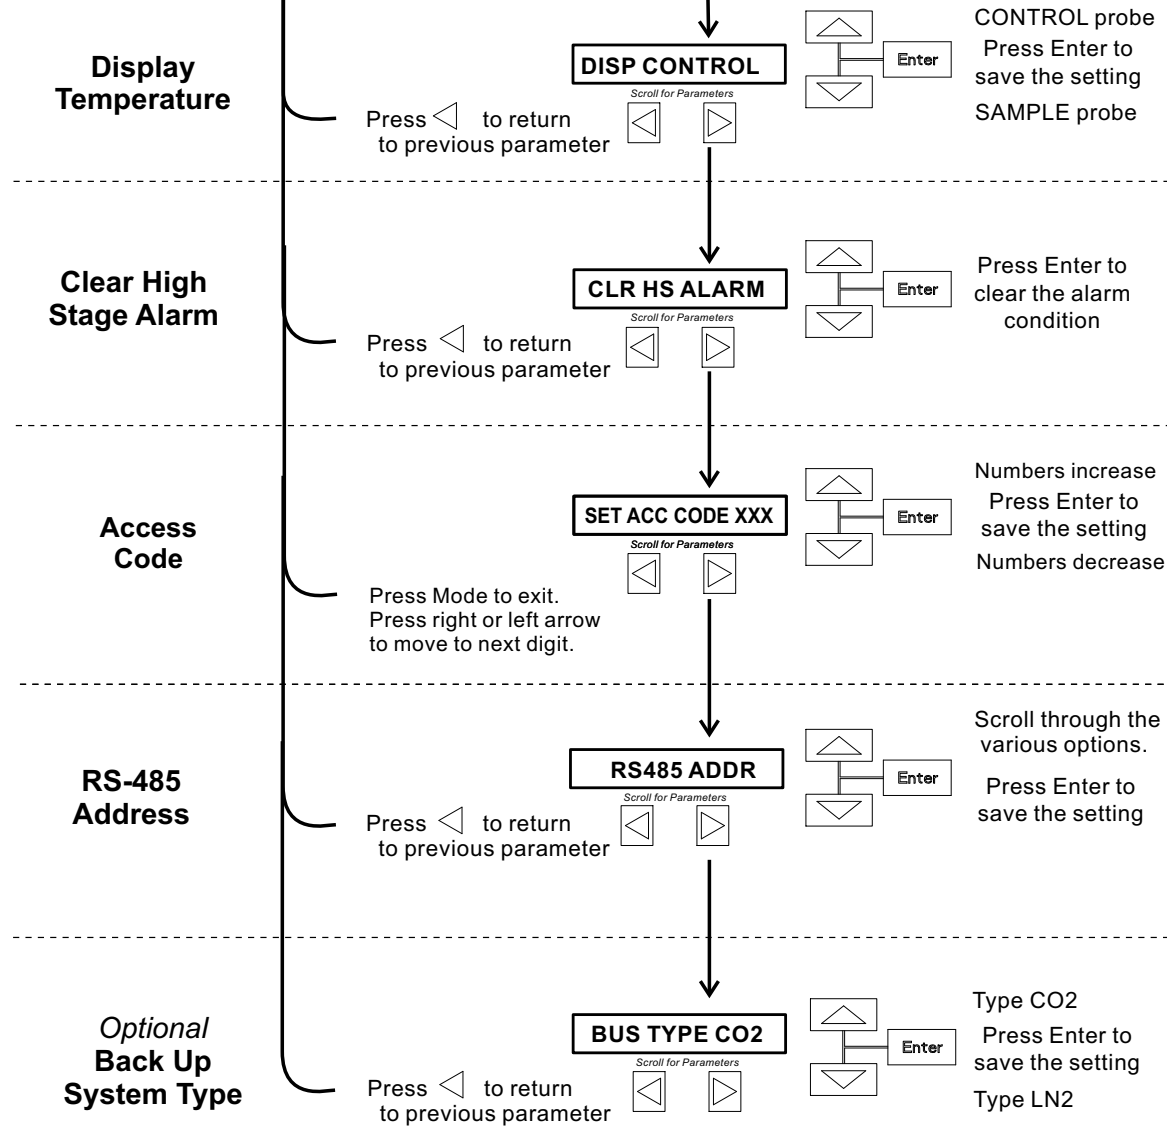 CONTROL probe
Display
Temperature
DISP CONTROL
Enter
Press Enter to
save the setting
Scroll for Parameters
SAMPLE probe
Press to return
to previous parameter
Clear High
Stage Alarm
CLR HS ALARM
Enter
Press Enter to
clear the alarm
condition
Scroll for Parameters
Press to return
to previous parameter
Access
Code
SET ACC CODE XXX
Enter
Numbers increase
Press Enter to
save the setting
Numbers decrease
Scroll for Parameters
Press Mode to exit.
Press right or left arrow
to move to next digit.
RS-485
Address
RS485 ADDR
Enter
Scroll through the
various options.
Press Enter to
save the setting
Scroll for Parameters
Press to return
to previous parameter
Optional
Back Up
System Type
BUS TYPE CO2
Enter
Type CO2
Press Enter to
save the setting
Type LN2
Scroll for Parameters
Press to return
to previous parameter